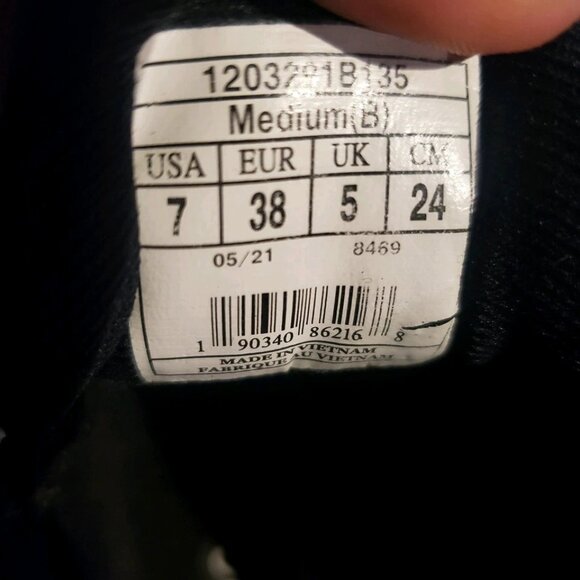 1203291B135
Medium(B)
USA EUR UK CM
7 38 5 24
05/21 8469
1 90340 86216 8
MADE IN VIETNAM
FABRIQUE AU VIETNAM